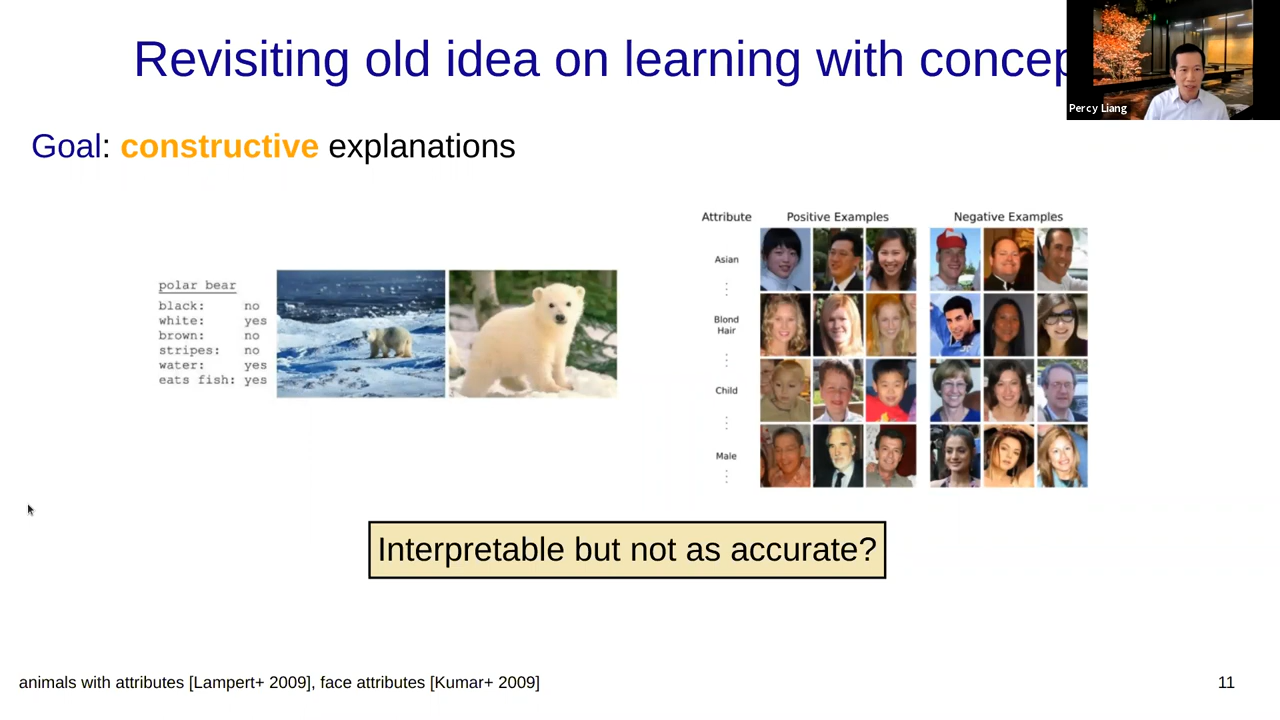 Revisiting old idea on learning with
Percy Liang
Goal: constructive explanations
Attribute Positive Examples Negative Examples
Asian
Blond
Hair
Child
Male
polar bear
black: no
white: yes
brown: no
stripes: no
water: yes
eats fish: yes
Interpretable but not as accurate?
animals with attributes [Lampert+ 2009], face attributes [Kumar+ 2009]
11